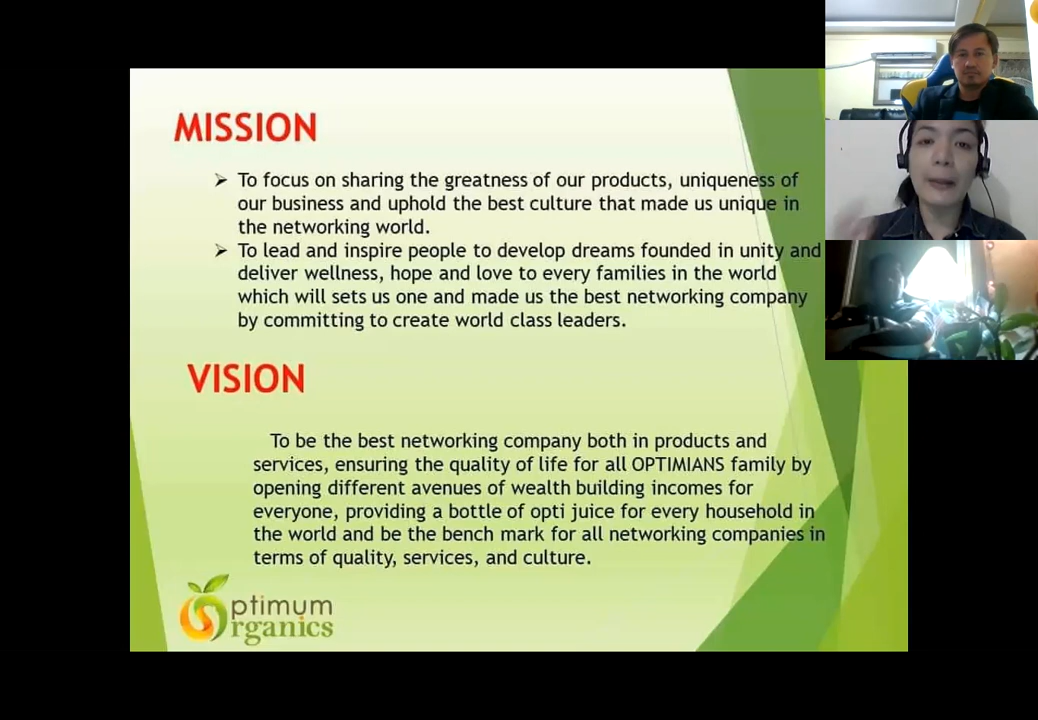 MISSION
➢ To focus on sharing the greatness of our products, uniqueness of
our business and uphold the best culture that made us unique in
the networking world.
➢ To lead and inspire people to develop dreams founded in unity and
deliver wellness, hope and love to every families in the world
which will sets us one and made us the best networking company
by committing to create world class leaders.
VISION
To be the best networking company both in products and
services, ensuring the quality of life for all OPTIMIANS family by
opening different avenues of wealth building incomes for
everyone, providing a bottle of opti juice for every household in
the world and be the bench mark for all networking companies in
terms of quality, services, and culture.
Optimum
Organics